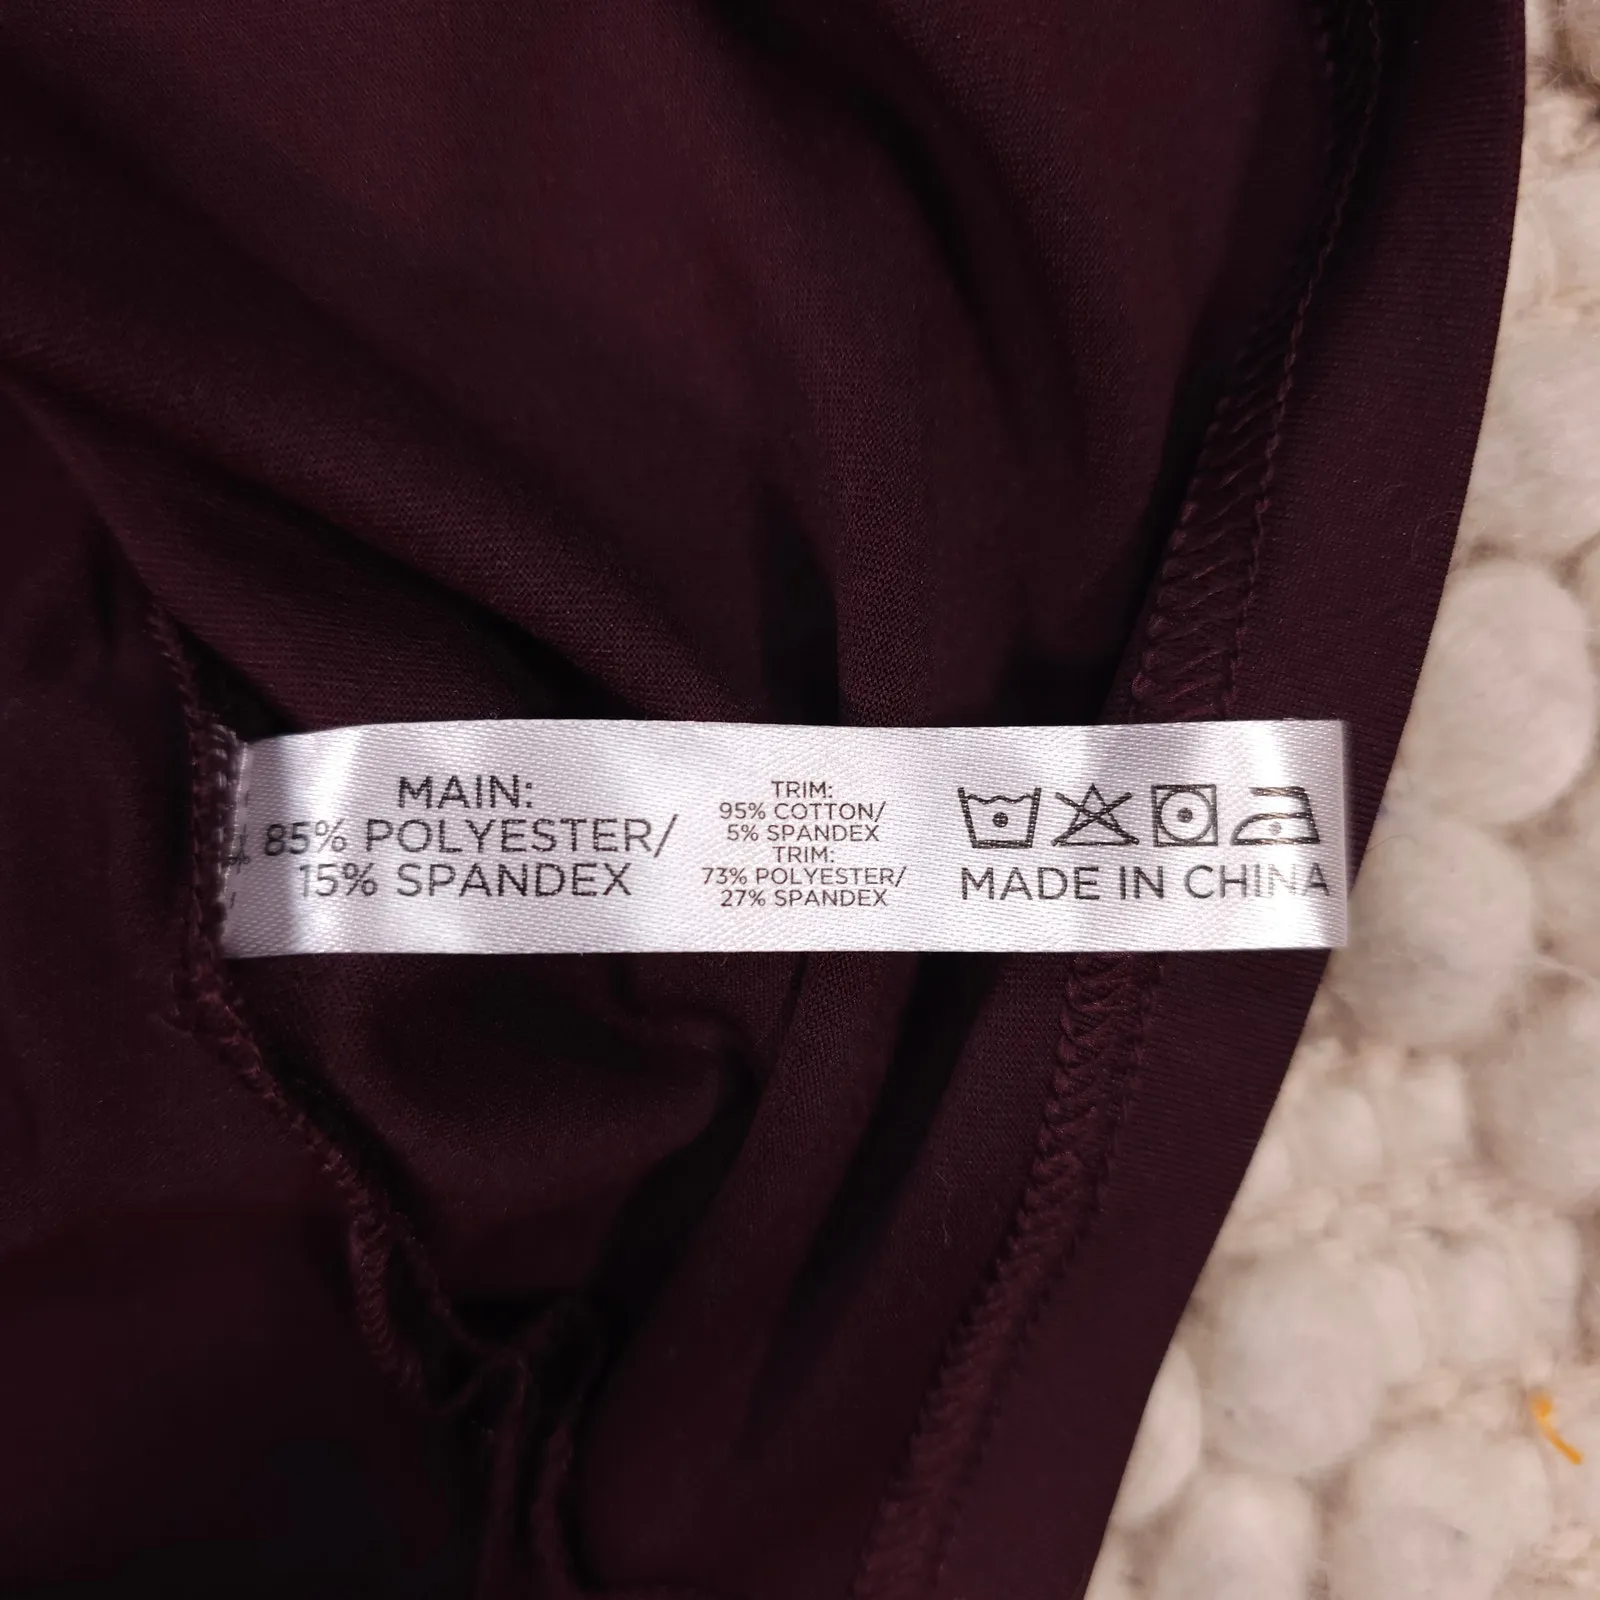 MAIN:
85% POLYESTER/
15% SPANDEX
TRIM:
95% COTTON/
5% SPANDEX
TRIM:
73% POLYESTER/
27% SPANDEX
MADE IN CHINA